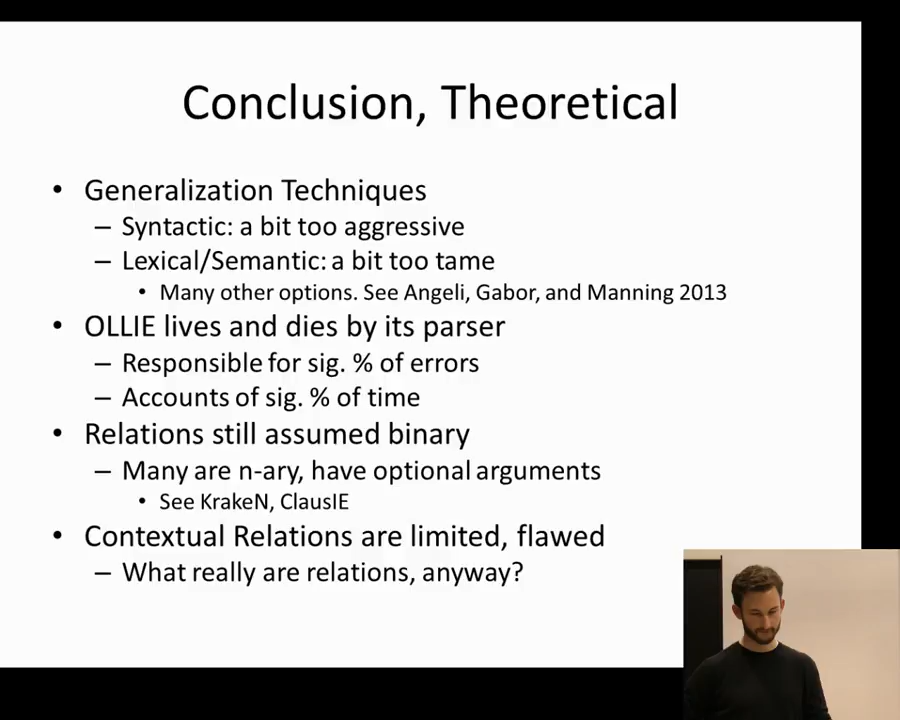 Conclusion, Theoretical
• Generalization Techniques
– Syntactic: a bit too aggressive
– Lexical/Semantic: a bit too tame
• Many other options. See Angeli, Gabor, and Manning 2013
• OLLIE lives and dies by its parser
– Responsible for sig. % of errors
– Accounts of sig. % of time
• Relations still assumed binary
– Many are n-ary, have optional arguments
• See KrakeN, ClausIE
• Contextual Relations are limited, flawed
– What really are relations, anyway?